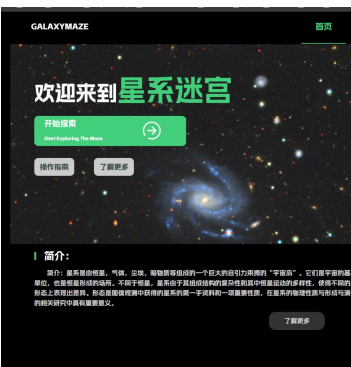 GALAXYMAZE
首页
欢迎来到星系迷宫
开始探索
Start Exploring The Maze
操作指南
了解更多
简介：
简介：星系是由恒星，气体，尘埃，暗物质等组成的一个巨大的自引力束缚的“宇宙岛”。它们是宇宙的基
单位，也是恒星形成的场所。不同于恒星，星系由于其组成结构的复杂性和其中恒星运动的多样性，使得不同的
形态上表现出差异。形态是图像观测中获得的星系的第一手资料和一项重要性质，在星系的物理性质与形成与演
的相关研究中具有重要意义。
了解更多